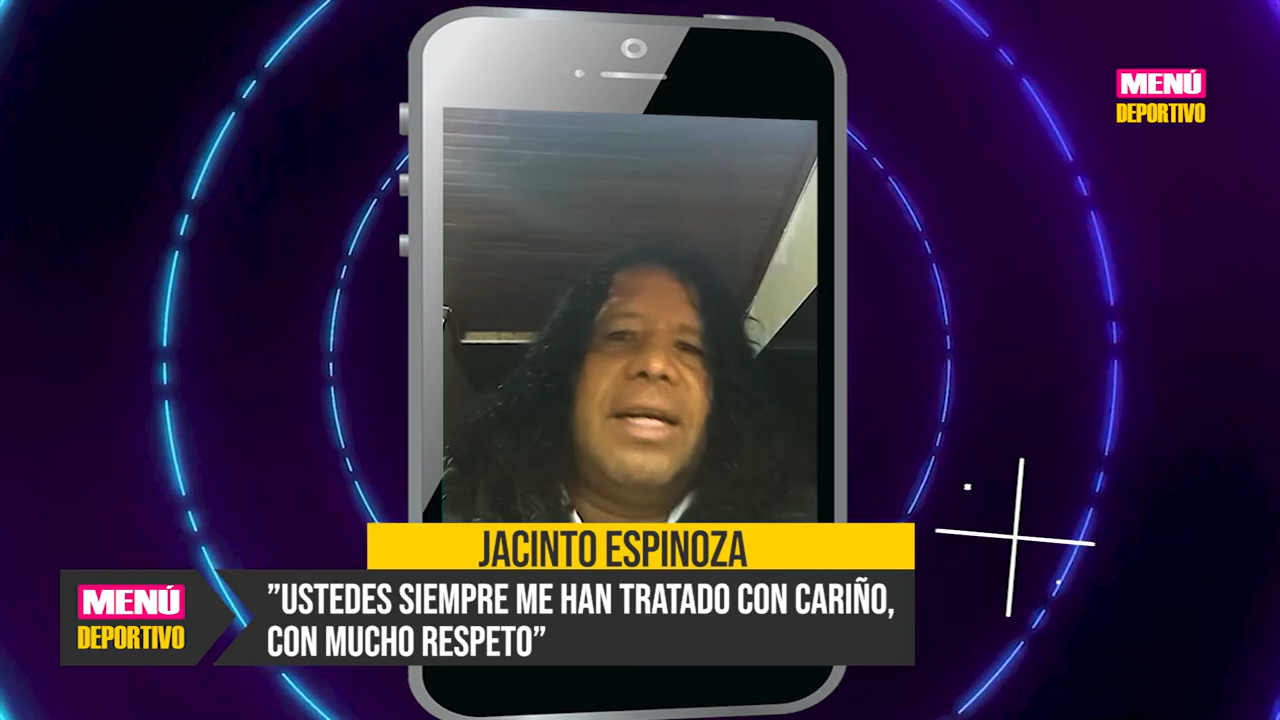 MENÚ
DEPORTIVO
JACINTO ESPINOZA
MENÚ
DEPORTIVO
”USTEDES SIEMPRE ME HAN TRATADO CON CARIÑO,
CON MUCHO RESPETO”